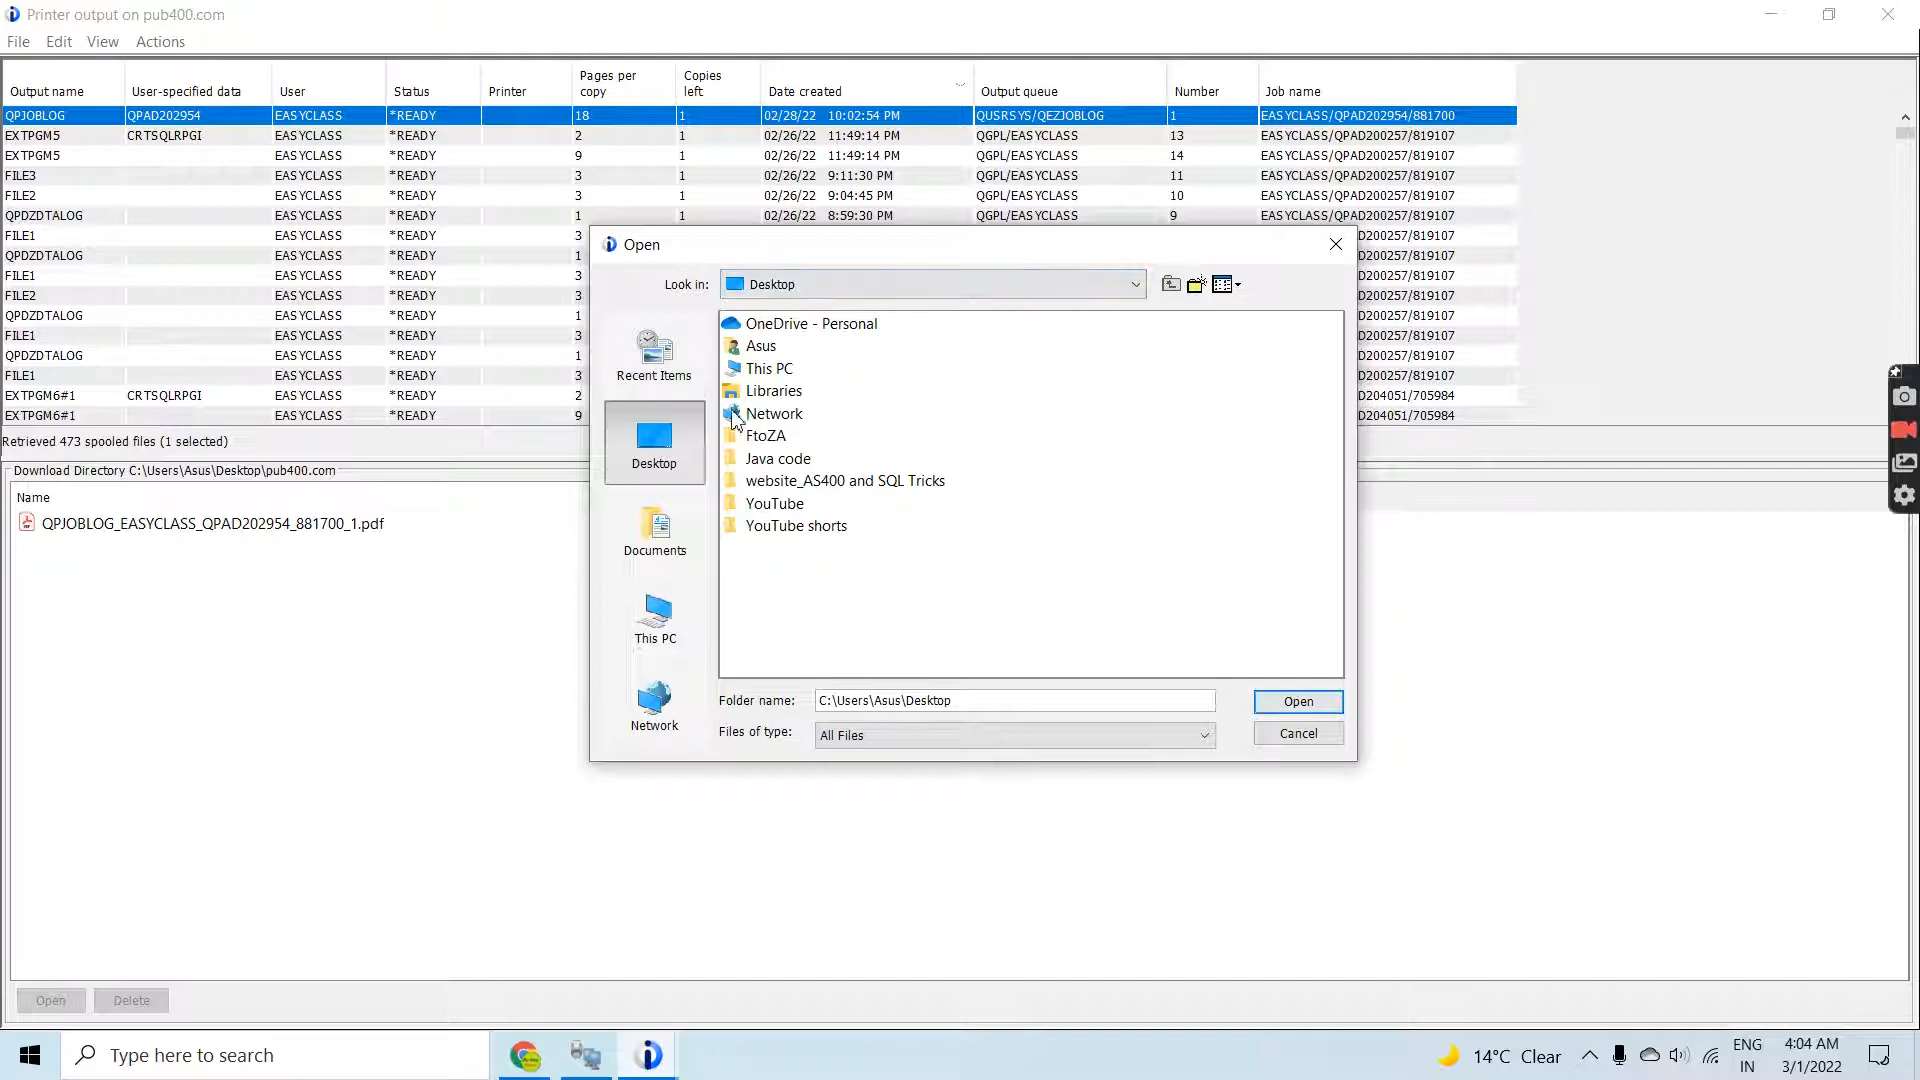 Printer output on pub400.com
File Edit View Actions
Output name User-specified data User Status Printer Pages per copy Copies left Date created Output queue Number Job name
QPJOBLOG QPAD202954 EASYCLASS *READY 18 1 02/28/22 10:02:54 PM QUSRSYS/QEZJOBLOG 1 EASYCLASS/QPAD202954/881700
EXTPGM5 CRTSQLRPGI EASYCLASS *READY 2 1 02/26/22 11:49:14 PM QGPL/EASYCLASS 13 EASYCLASS/QPAD200257/819107
EXTPGM5 EASYCLASS *READY 9 1 02/26/22 11:49:14 PM QGPL/EASYCLASS 14 EASYCLASS/QPAD200257/819107
FILE3 EASYCLASS *READY 3 1 02/26/22 9:11:30 PM QGPL/EASYCLASS 11 EASYCLASS/QPAD200257/819107
FILE2 EASYCLASS *READY 3 1 02/26/22 9:04:45 PM QGPL/EASYCLASS 10 EASYCLASS/QPAD200257/819107
QPDZDTALOG EASYCLASS *READY 1 1 02/26/22 8:59:30 PM QGPL/EASYCLASS 9 EASYCLASS/QPAD200257/819107
FILE1 EASYCLASS *READY 3 D200257/819107
QPDZDTALOG EASYCLASS *READY 1 D200257/819107
FILE1 EASYCLASS *READY 3 D200257/819107
FILE2 EASYCLASS *READY 3 D200257/819107
QPDZDTALOG EASYCLASS *READY 1 D200257/819107
FILE1 EASYCLASS *READY 3 D200257/819107
QPDZDTALOG EASYCLASS *READY 1 D200257/819107
FILE1 EASYCLASS *READY 3 D200257/819107
EXTPGM6#1 CRTSQLRPGI EASYCLASS *READY 2 D204051/705984
EXTPGM6#1 EASYCLASS *READY 9 D204051/705984
Retrieved 473 spooled files (1 selected)
Download Directory C:\Users\Asus\Desktop\pub400.com
Name
QPJOBLOG_EASYCLASS_QPAD202954_881700_1.pdf
Open
Look in: Desktop
Recent Items
Desktop
Documents
This PC
Network
OneDrive - Personal
Asus
This PC
Libraries
Network
FtoZA
Java code
website_AS400 and SQL Tricks
YouTube
YouTube shorts
Folder name: C:\Users\Asus\Desktop Open
Files of type: All Files Cancel
Open Delete
Type here to search
14°C Clear
ENG
IN
4:04 AM
3/1/2022